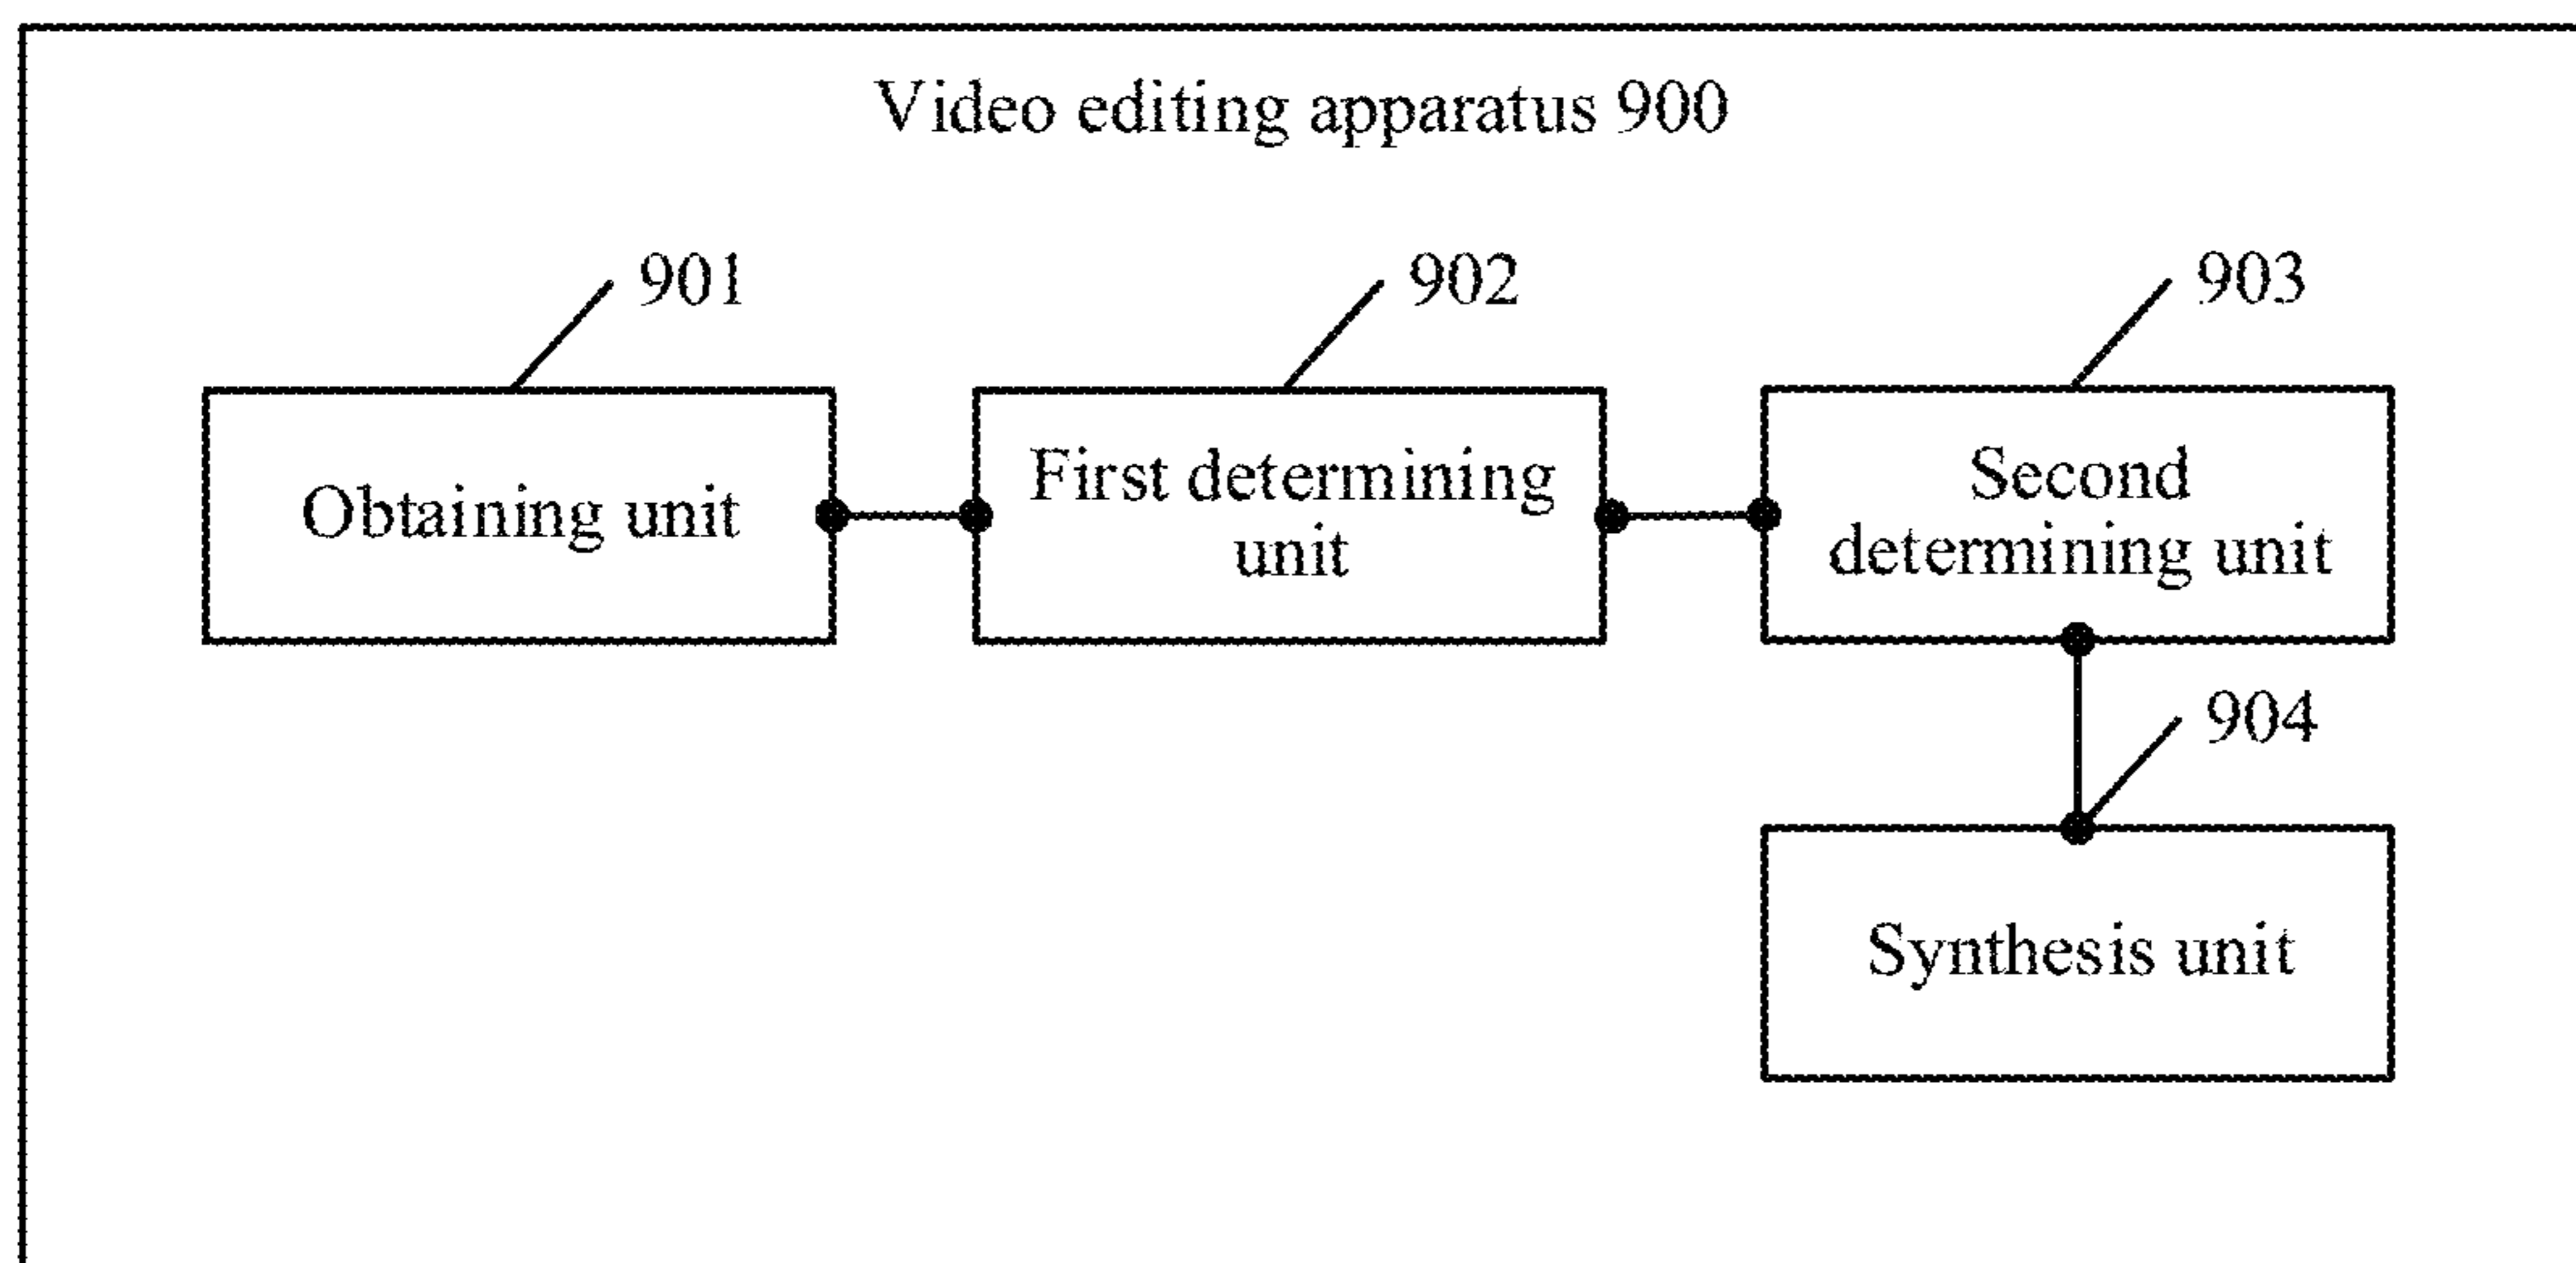 Video editing apparatus 900
901
902
903
Obtaining unit
First determining
unit
Second
determining unit
904
Synthesis unit